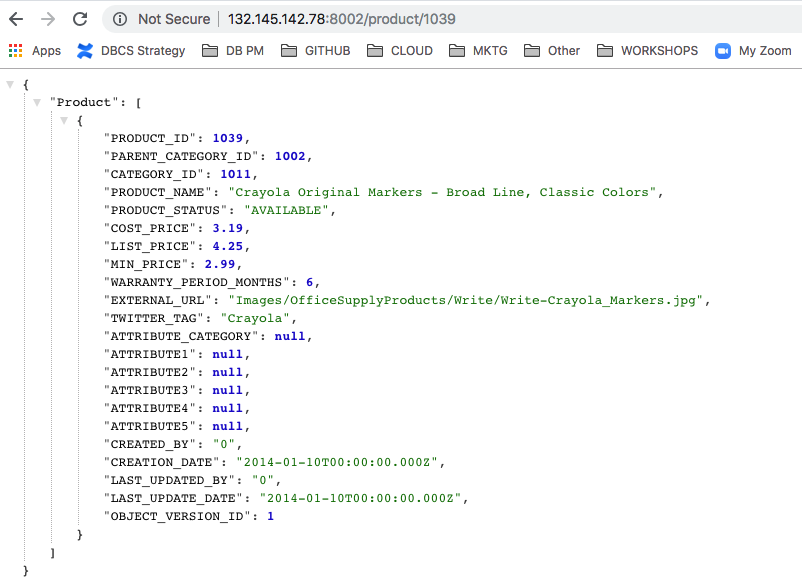 Not Secure | 132.145.142.78:8002/product/1039
Apps DBCS Strategy DB PM GITHUB CLOUD MKTG Other WORKSHOPS My Zoom
{
"Product": [
{
"PRODUCT_ID": 1039,
"PARENT_CATEGORY_ID": 1002,
"CATEGORY_ID": 1011,
"PRODUCT_NAME": "Crayola Original Markers - Broad Line, Classic Colors",
"PRODUCT_STATUS": "AVAILABLE",
"COST_PRICE": 3.19,
"LIST_PRICE": 4.25,
"MIN_PRICE": 2.99,
"WARRANTY_PERIOD_MONTHS": 6,
"EXTERNAL_URL": "Images/OfficeSupplyProducts/Write/Write-Crayola_Markers.jpg",
"TWITTER_TAG": "Crayola",
"ATTRIBUTE_CATEGORY": null,
"ATTRIBUTE1": null,
"ATTRIBUTE2": null,
"ATTRIBUTE3": null,
"ATTRIBUTE4": null,
"ATTRIBUTE5": null,
"CREATED_BY": "0",
"CREATION_DATE": "2014-01-10T00:00:00.000Z",
"LAST_UPDATED_BY": "0",
"LAST_UPDATE_DATE": "2014-01-10T00:00:00.000Z",
"OBJECT_VERSION_ID": 1
}
]
}